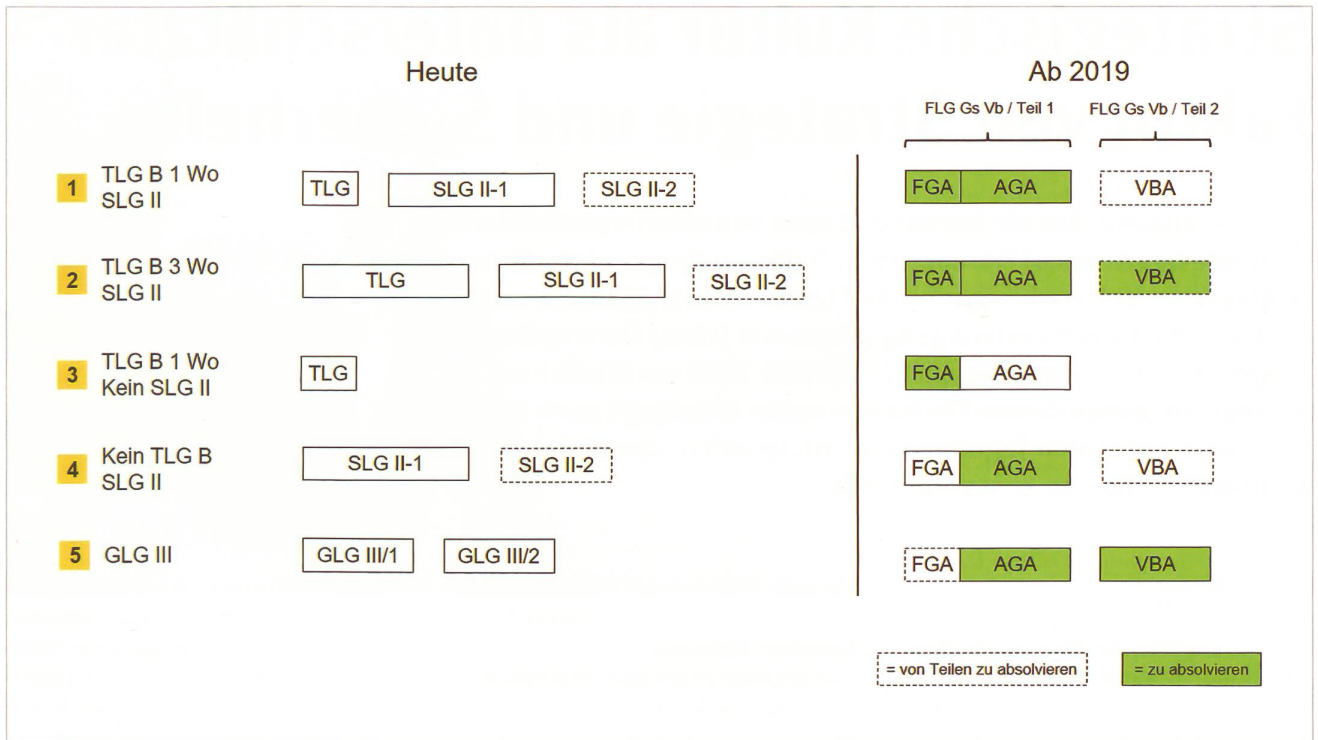 Heute
Ab 2019
FLG Gs Vb / Teil 1
FLG Gs Vb / Teil 2
1
TLG B 1 Wo
SLG II
TLG
SLG II-1
SLG II-2
FGA
AGA
VBA
2
TLG B 3 Wo
SLG II
TLG
SLG II-1
SLG II-2
FGA
AGA
VBA
3
TLG B 1 Wo
Kein SLG II
TLG
FGA
AGA
4
Kein TLG B
SLG II
SLG II-1
SLG II-2
FGA
AGA
VBA
5
GLG III
GLG III/1
GLG III/2
FGA
AGA
VBA
= von Teilen zu absolvieren
= zu absolvieren